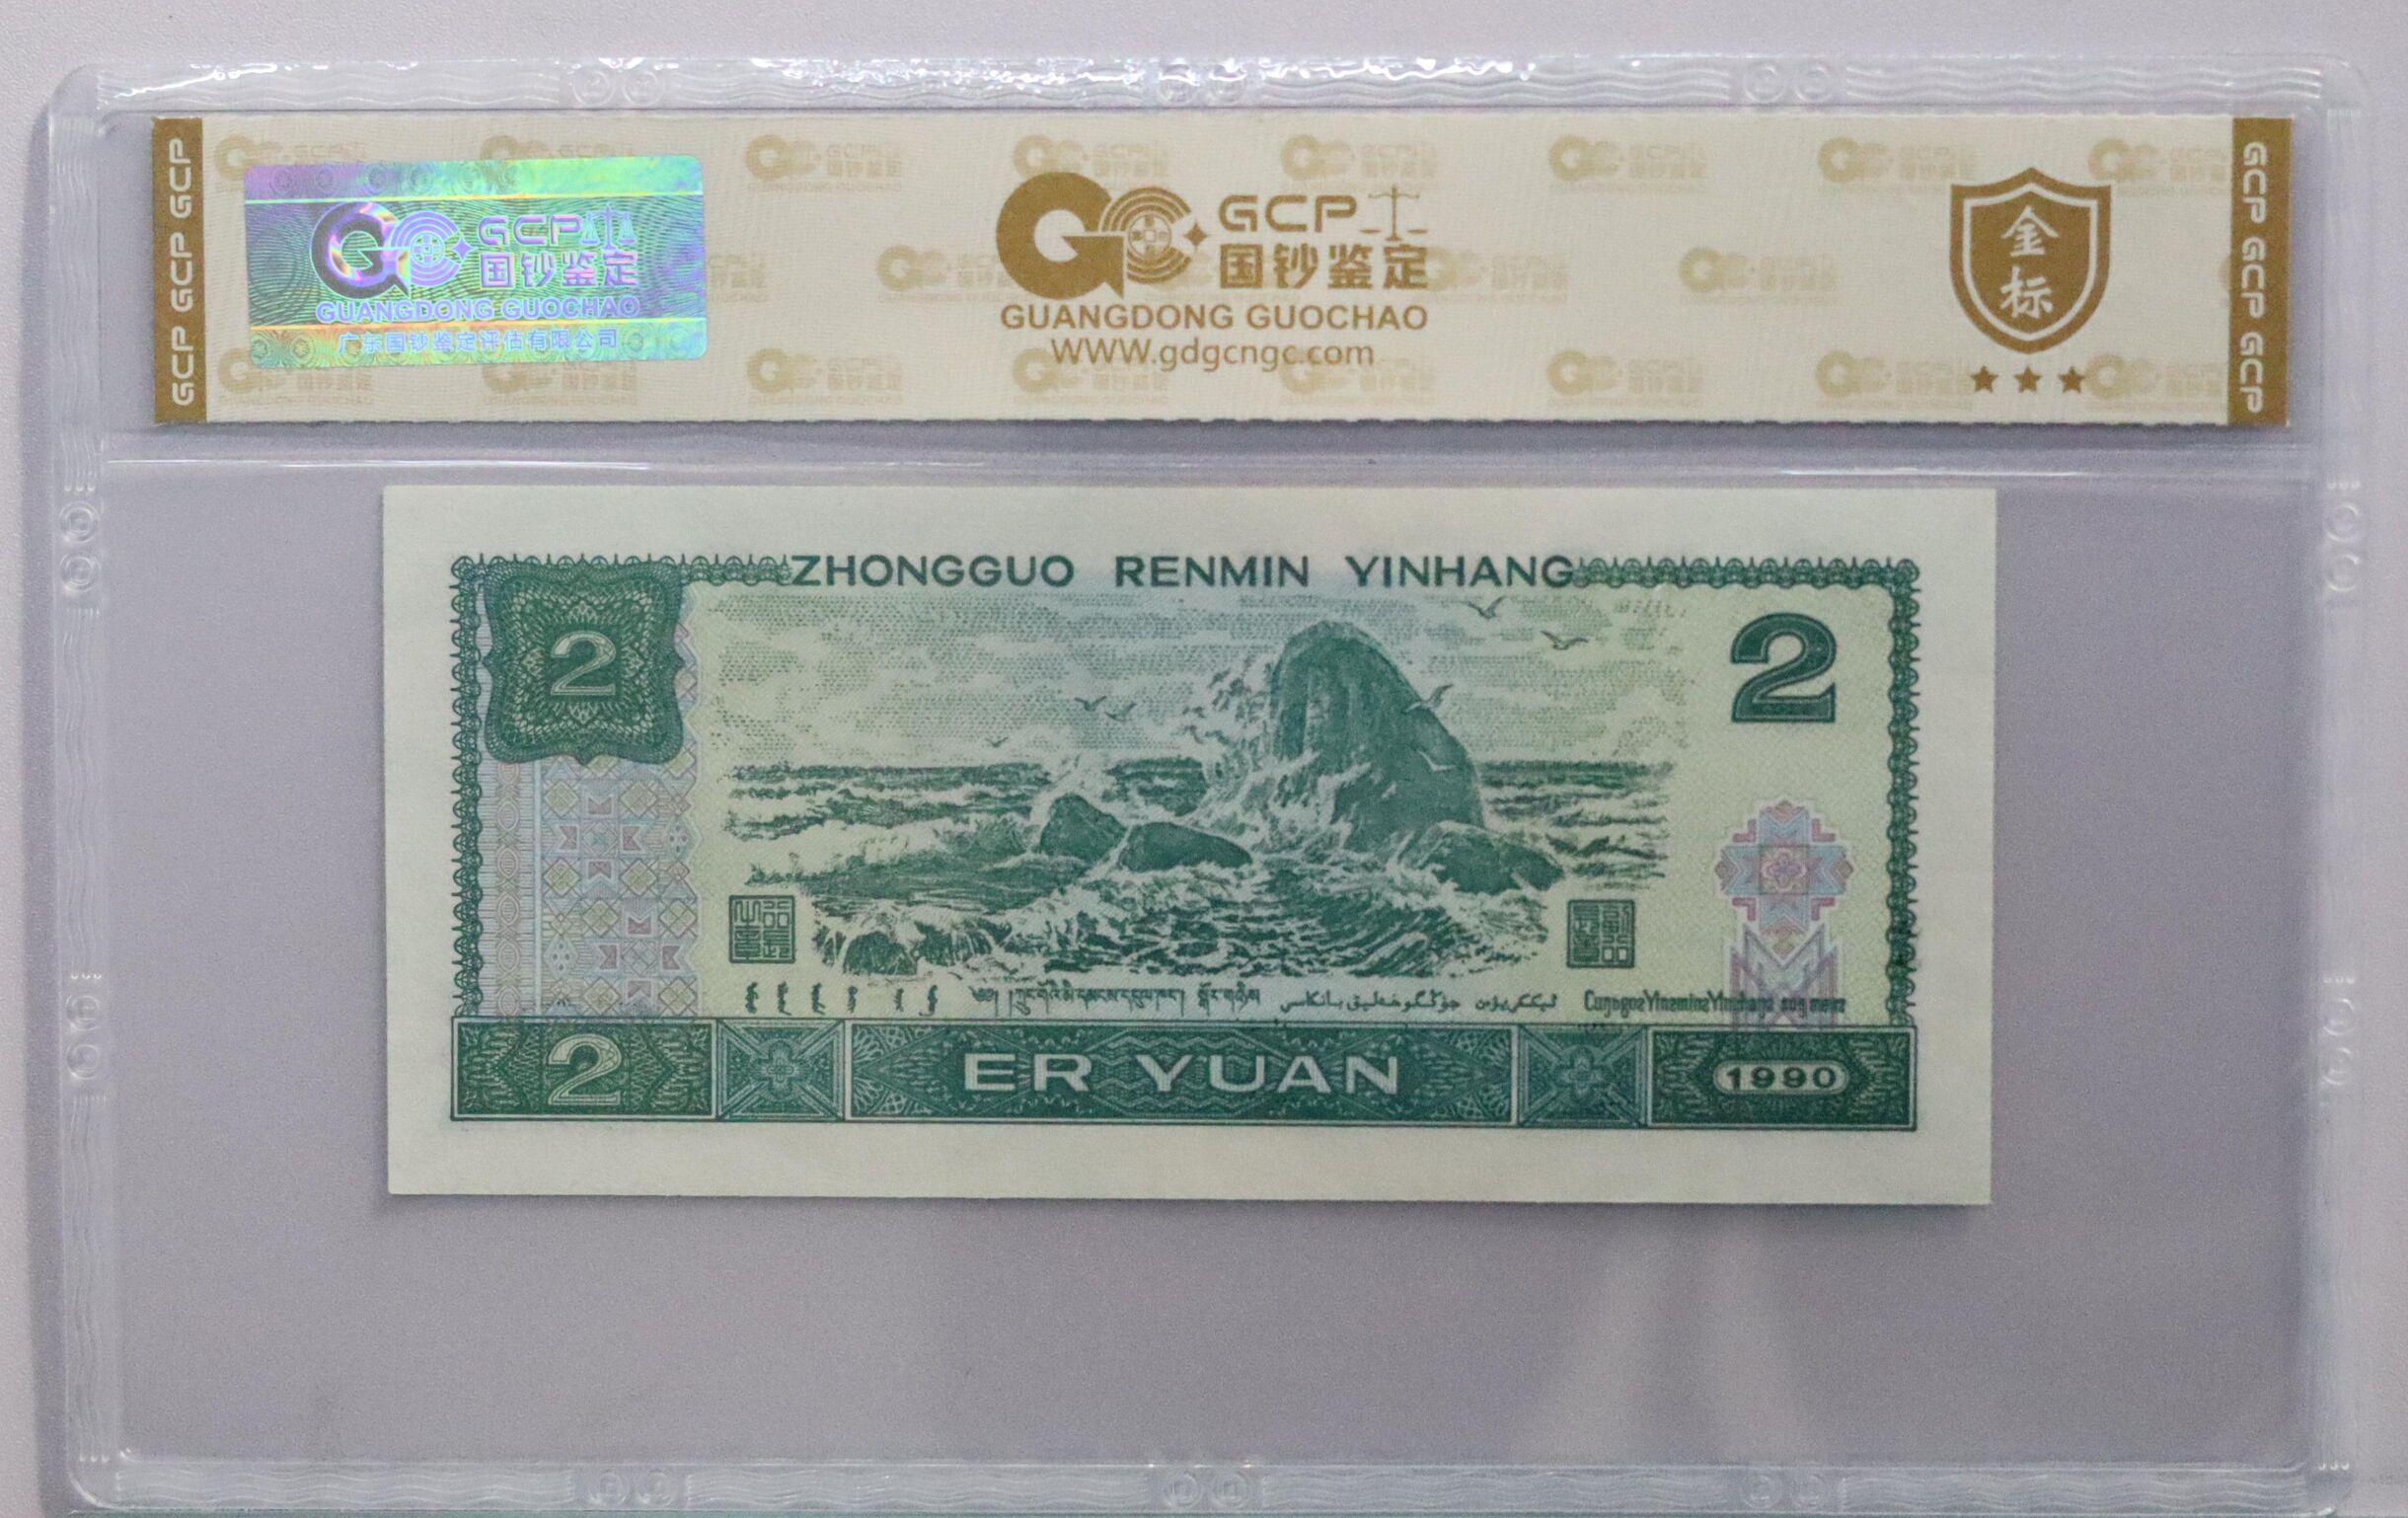 GCP GCP GCP
GCP
国钞鉴定
GUANGDONG GUOCHAO
广东国钞鉴定评估有限公司
GCP
国钞鉴定
GUANGDONG GUOCHAO
WWW.gdgcngc.com
金
标
GCP GCP GCP
ZHONGGUO RENMIN YINHANG
2
2
2
ER YUAN
1990